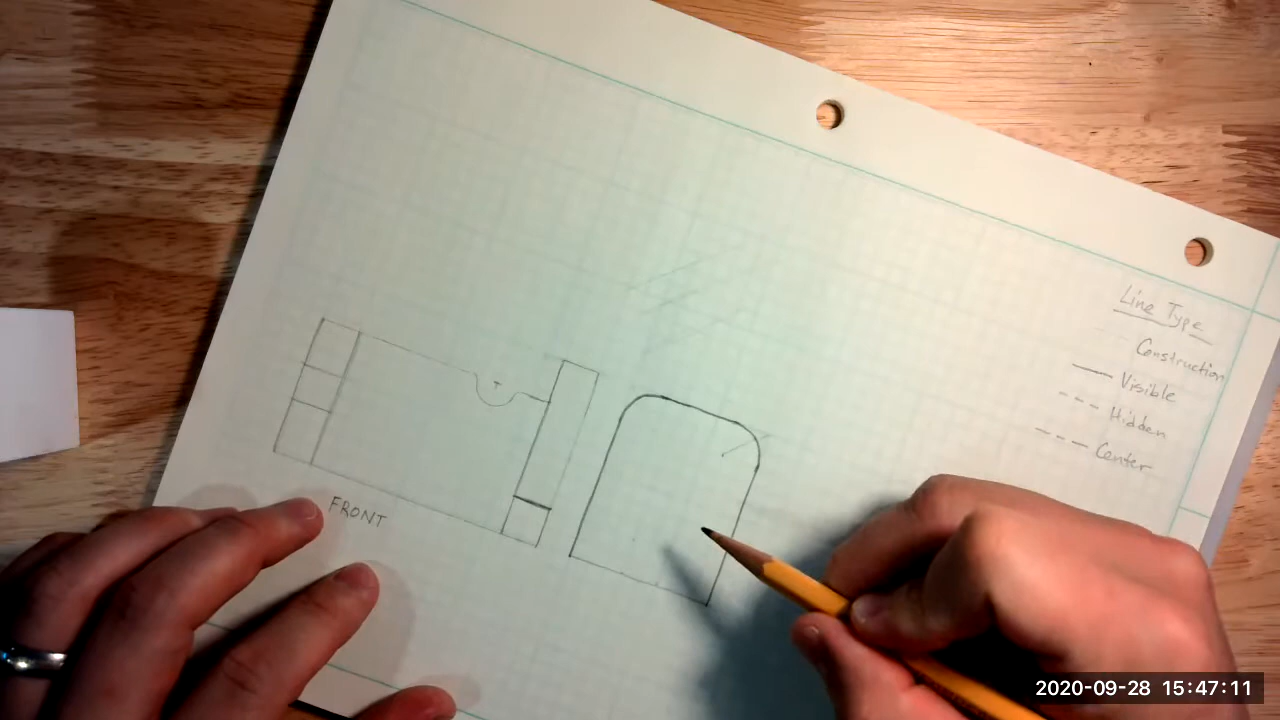 Line Type
Construction
Visible
Hidden
Center
FRONT
2020-09-28 15:47:11